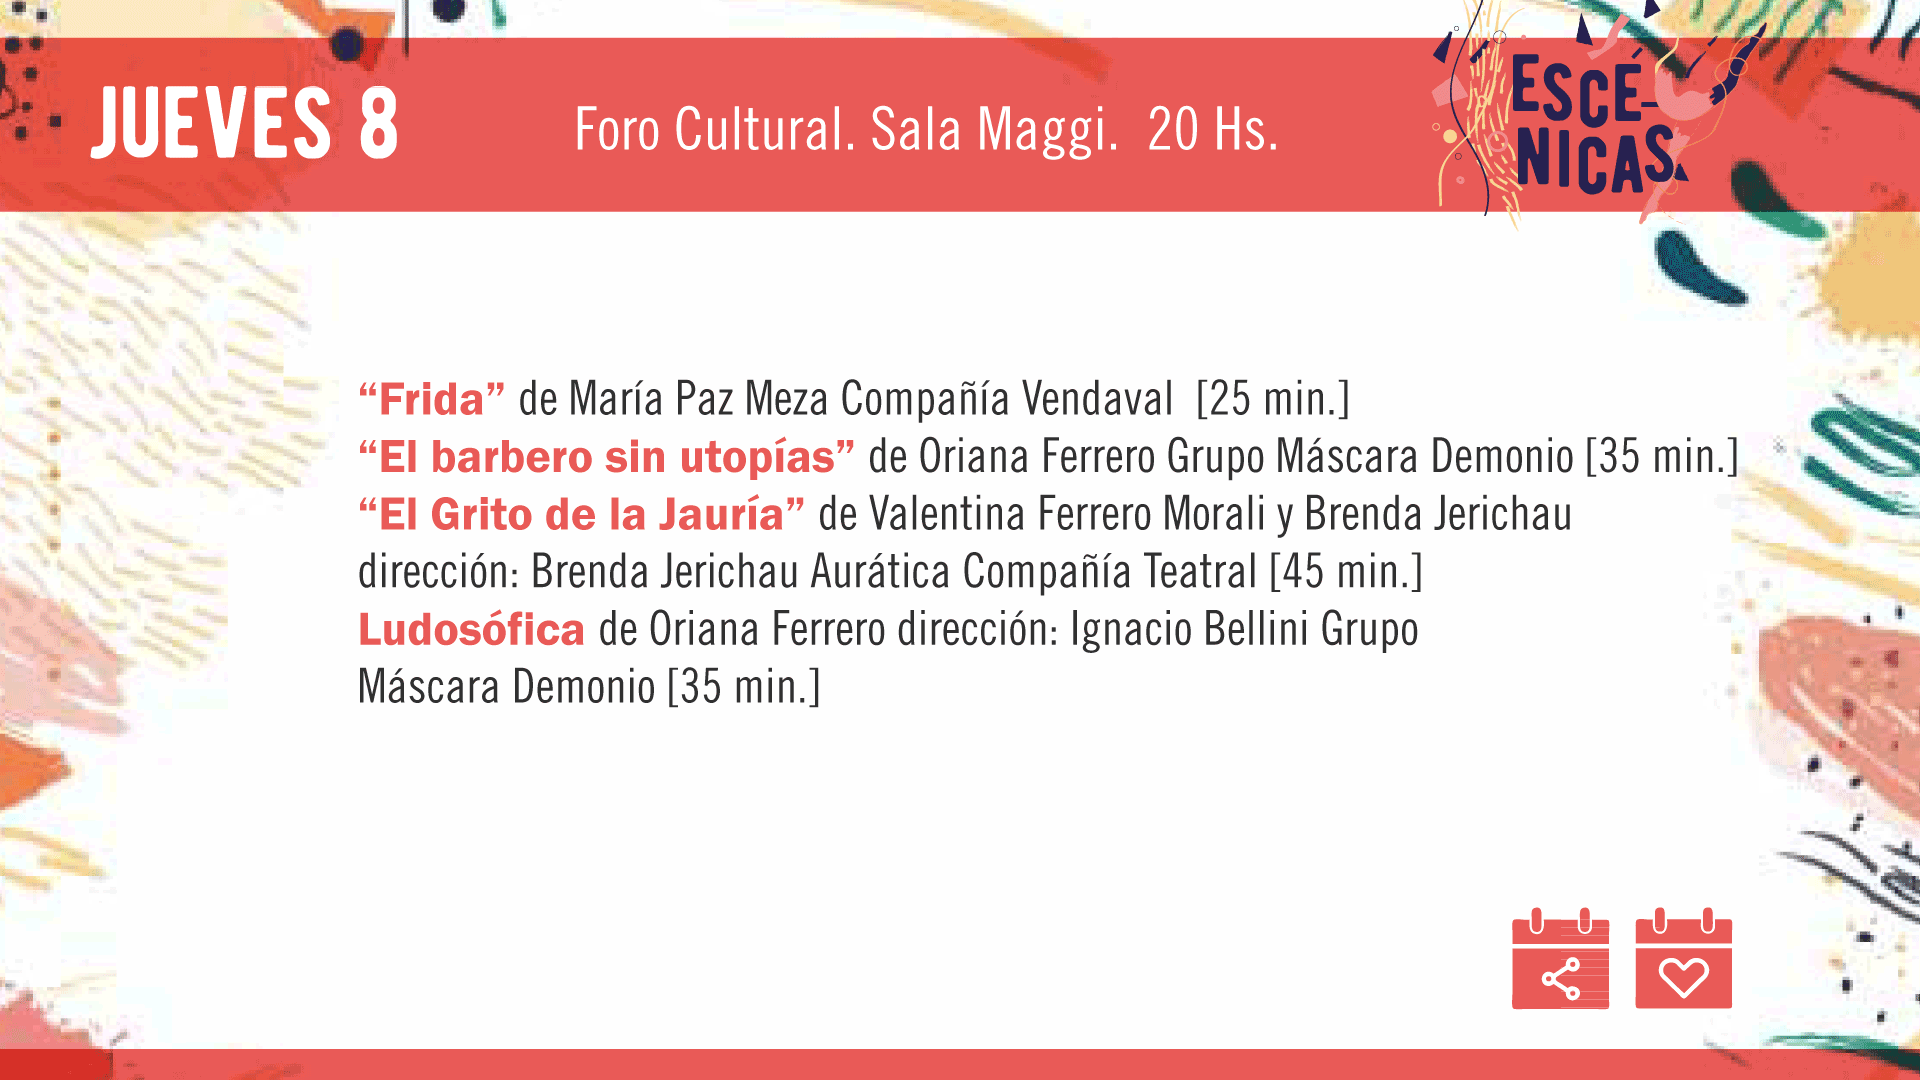 JUEVES 8
Foro Cultural. Sala Maggi. 20 Hs.
ESCÉ-
NICAS
“Frida” de María Paz Meza Compañía Vendaval [25 min.]
“El barbero sin utopías” de Oriana Ferrero Grupo Máscara Demonio [35 min.]
“El Grito de la Jauría” de Valentina Ferrero Morali y Brenda Jerichau
dirección: Brenda Jerichau Aurática Compañía Teatral [45 min.]
Ludosófica de Oriana Ferrero dirección: Ignacio Bellini Grupo
Máscara Demonio [35 min.]